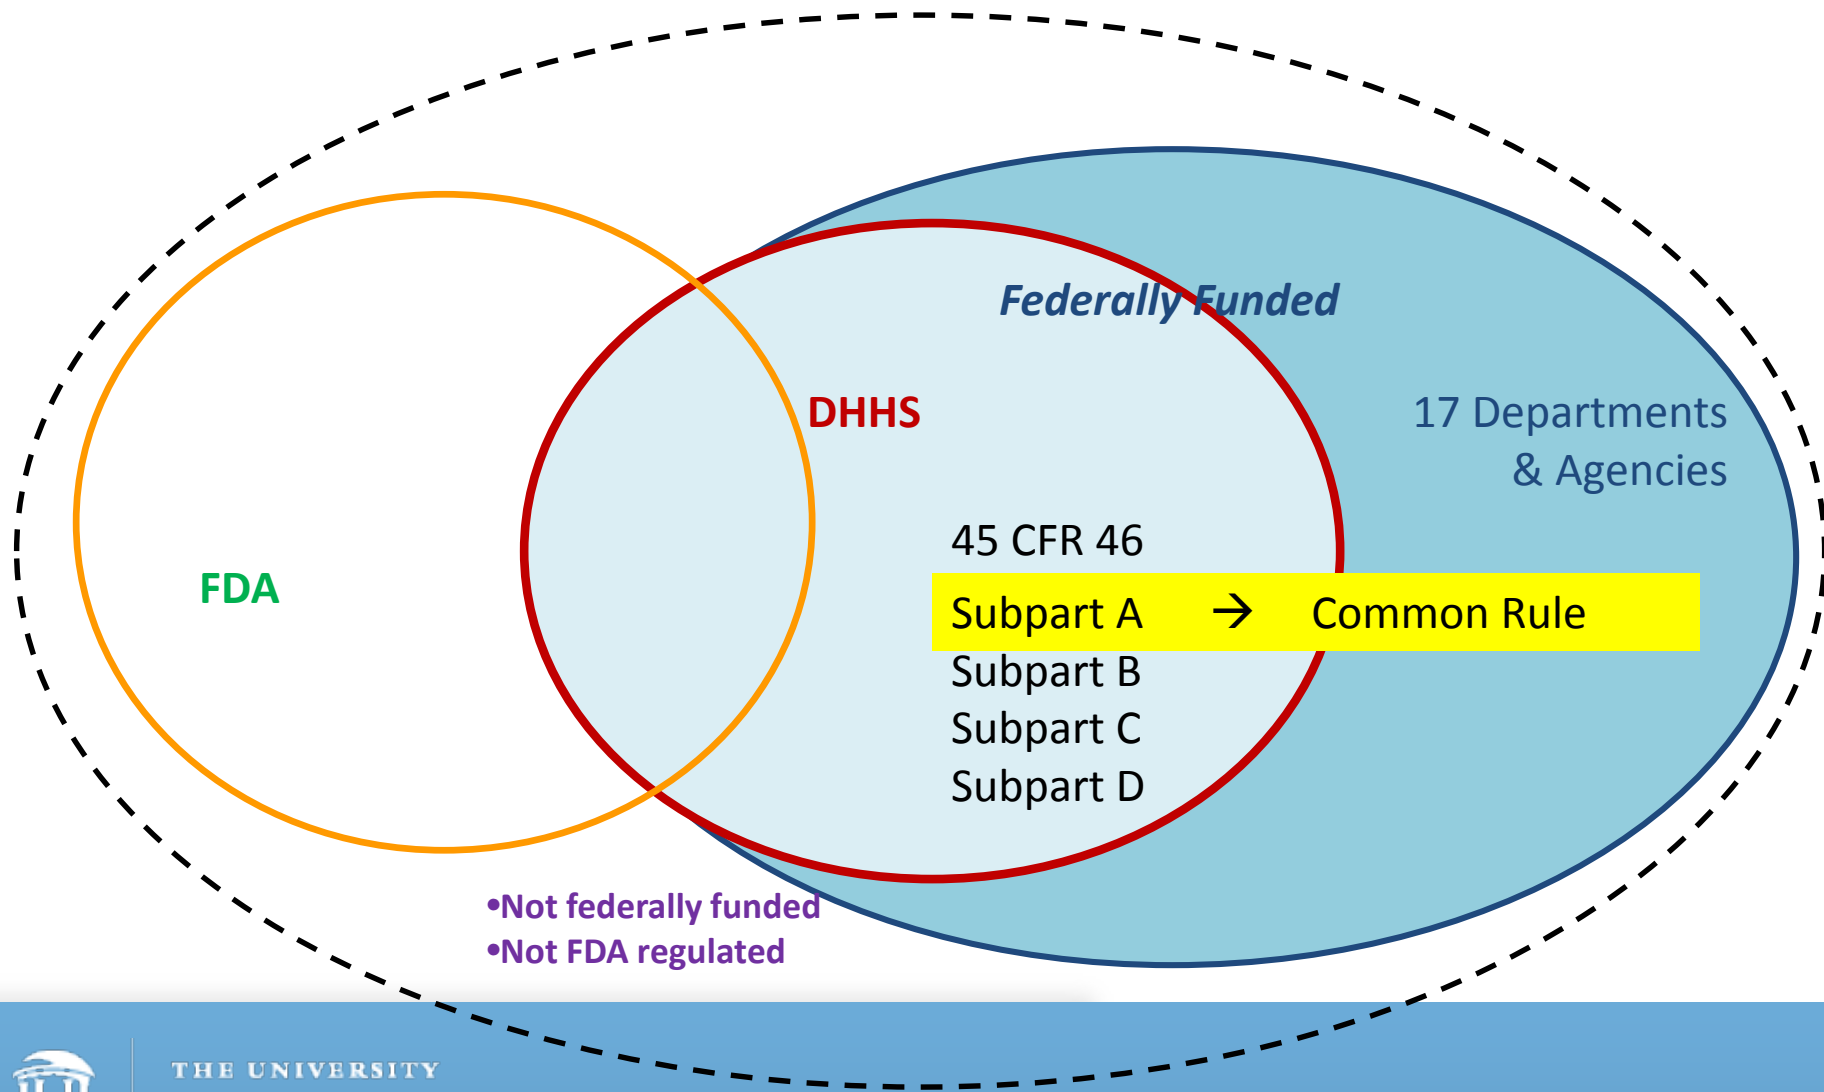 Federally Funded
DHHS
17 Departments
& Agencies
45 CFR 46
FDA
Subpart A → Common Rule
Subpart B
Subpart C
Subpart D
•Not federally funded
•Not FDA regulated
THE UNIVERSITY